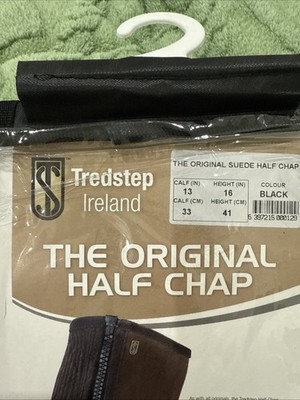 THE ORIGINAL SUEDE HALF CHAP
CALF (IN) HEIGHT (IN) COLOUR
13 16 BLACK
CALF (CM) HEIGHT (CM)
33 41
5 397215 000129
Tredstep
Ireland
THE ORIGINAL
HALF CHAP